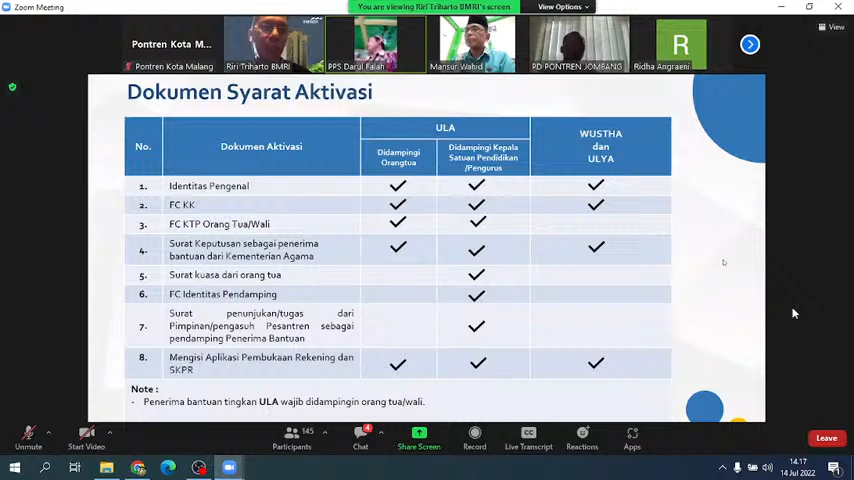 Zoom Meeting
You are viewing Riri Triharto BMRI's screen
View Options
View
Pontren Kota M...
Pontren Kota Malang
Riri Triharto BMRI
PPS Darul Falah
Mansur Wahid
PD PONTREN JOMBANG
R
Ridha Angraeni
Dokumen Syarat Aktivasi
No.
Dokumen Aktivasi
ULA
Didampingi
Orangtua
Didampingi Kepala
Satuan Pendidikan
/Pengurus
WUSTHA
dan
ULYA
1. Identitas Pengenal
2. FC KK
3. FC KTP Orang Tua/Wali
4. Surat Keputusan sebagai penerima
bantuan dari Kementerian Agama
5. Surat kuasa dari orang tua
6. FC Identitas Pendamping
7. Surat penunjukan/tugas dari
Pimpinan/pengasuh Pesantren sebagai
pendamping Penerima Bantuan
8. Mengisi Aplikasi Pembukaan Rekening dan
SKPR
Note :
- Penerima bantuan tingkan ULA wajib didampingin orang tua/wali.
Unmute
Start Video
Participants
145
Chat
4
Share Screen
Record
CC
Live Transcript
Reactions
Apps
Leave
14.17
14 Jul 2022